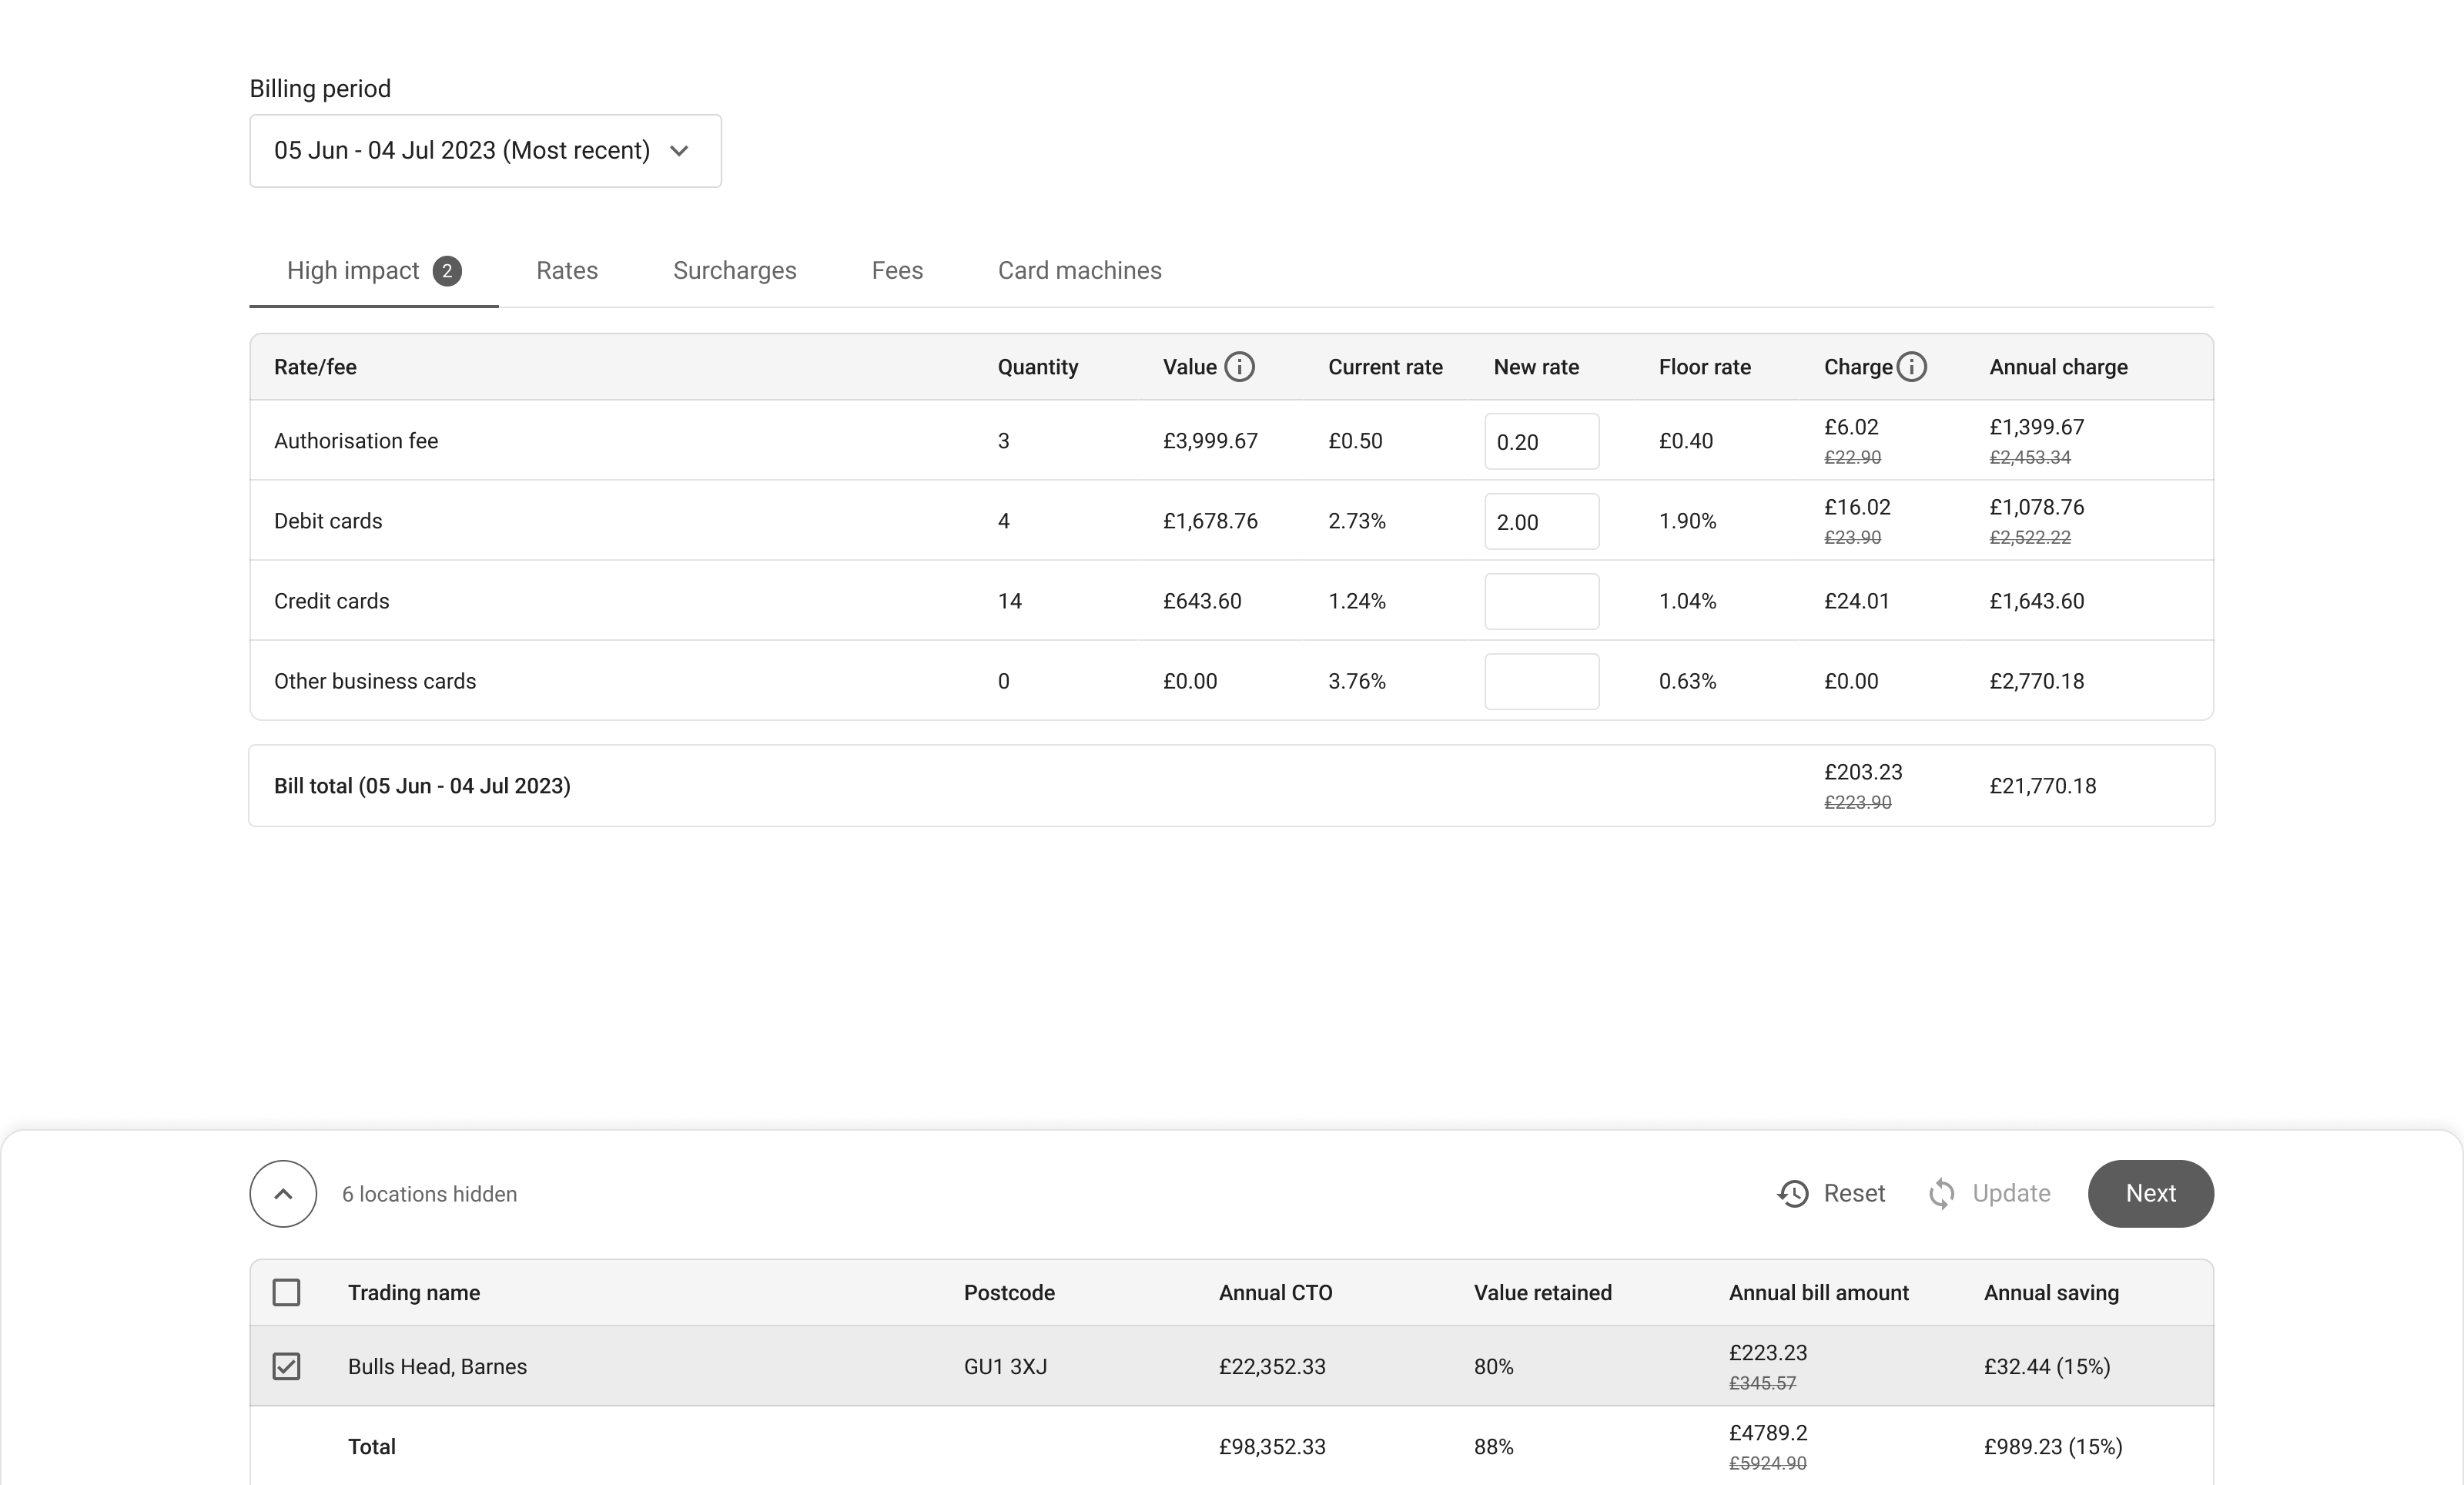 Billing period
05 Jun - 04 Jul 2023 (Most recent)
High impact 2 Rates Surcharges Fees Card machines
Rate/fee Quantity Value Current rate New rate Floor rate Charge Annual charge
Authorisation fee 3 £3,999.67 £0.50 0.20 £0.40 £6.02 £1,399.67
£22.90 £2,453.34
Debit cards 4 £1,678.76 2.73% 2.00 1.90% £16.02 £1,078.76
£23.90 £2,522.22
Credit cards 14 £643.60 1.24% 1.04% £24.01 £1,643.60
Other business cards 0 £0.00 3.76% 0.63% £0.00 £2,770.18
Bill total (05 Jun - 04 Jul 2023) £203.23 £21,770.18
£223.90
6 locations hidden Reset Update Next
Trading name Postcode Annual CTO Value retained Annual bill amount Annual saving
Bulls Head, Barnes GU1 3XJ £22,352.33 80% £223.23 £32.44 (15%)
£345.57
Total £98,352.33 88% £4789.2 £989.23 (15%)
£5924.90